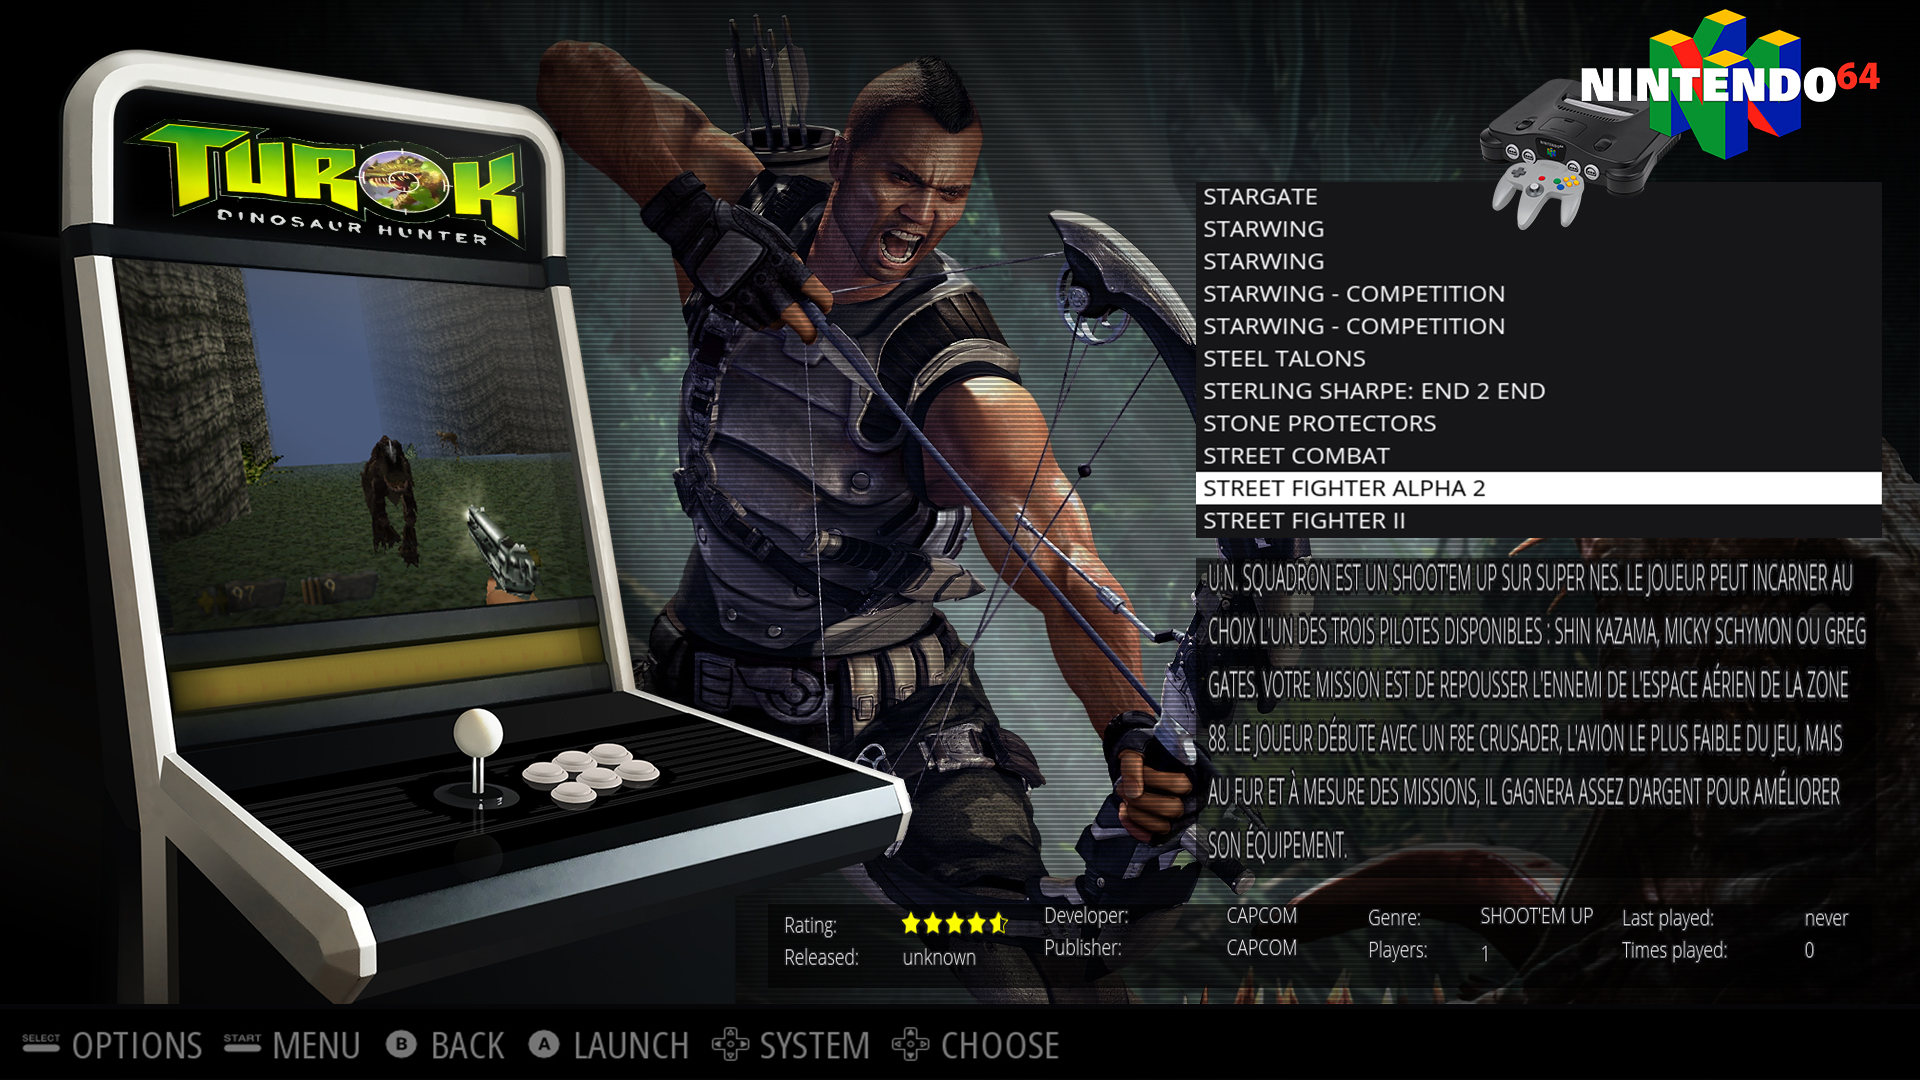 TUROK
DINOSAUR HUNTER
97
9
NINTENDO64
STARGATE
STARWING
STARWING
STARWING - COMPETITION
STARWING - COMPETITION
STEEL TALONS
STERLING SHARPE: END 2 END
STONE PROTECTORS
STREET COMBAT
STREET FIGHTER ALPHA 2
STREET FIGHTER II
U.N. SQUADRON EST UN SHOOTEM UP SUR SUPER NES. LE JOUEUR PEUT INCARNER AU
CHOIX L'UN DES TROIS PILOTES DISPONIBLES : SHIN KAZAMA, MICKY SCHYMON OU GREG
GATES. VOTRE MISSION EST DE REPOUSSER L'ENNEMI DE L'ESPACE AÉRIEN DE LA ZONE
88. LE JOUEUR DÉBUTE AVEC UN F8E CRUSADER, L'AVION LE PLUS FAIBLE DU JEU, MAIS
AU FUR ET À MESURE DES MISSIONS, IL GAGNERA ASSEZ D'ARGENT POUR AMÉLIORER
SON ÉQUIPEMENT.
Rating:
Released: unknown
Developer: CAPCOM
Publisher: CAPCOM
Genre: SHOOT'EM UP
Players: 1
Last played: never
Times played: 0
SELECT OPTIONS START MENU B BACK A LAUNCH SYSTEM CHOOSE